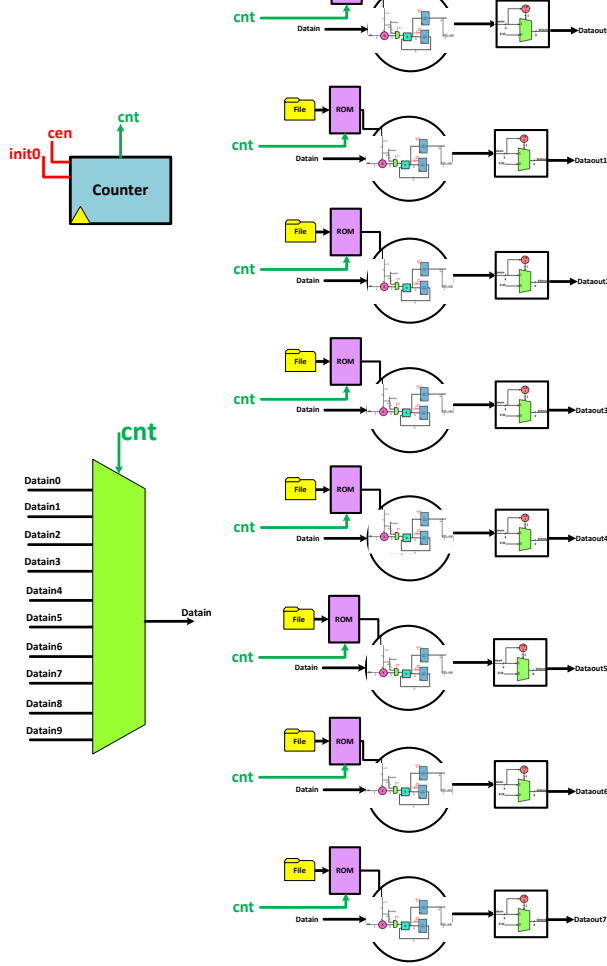 cnt
Datain
Dataout
File
ROM
cnt
Datain
Dataout1
cnt
cen
init0
Counter
File
ROM
cnt
Datain
Dataout2
File
ROM
cnt
Datain
Dataout3
cnt
Datain0
Datain1
Datain2
Datain3
Datain4
Datain5
Datain6
Datain7
Datain8
Datain9
Datain
File
ROM
cnt
Datain
Dataout4
File
ROM
cnt
Datain
Dataout5
File
ROM
cnt
Datain
Dataout6
File
ROM
cnt
Datain
Dataout7